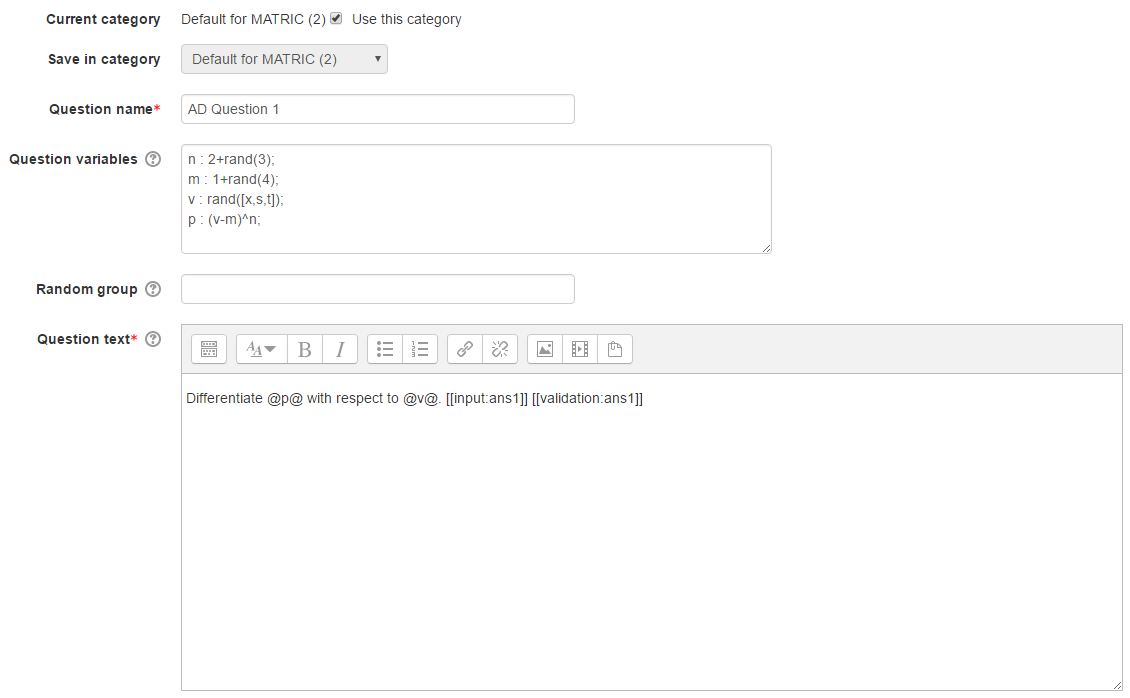 Current category Default for MATRIC (2) Use this category
Save in category Default for MATRIC (2)
Question name* AD Question 1
Question variables n : 2+rand(3);
m : 1+rand(4);
v : rand([x,s,t]);
p : (v-m)^n;
Random group
Question text*
Differentiate @p@ with respect to @v@. [[input:ans1]] [[validation:ans1]]